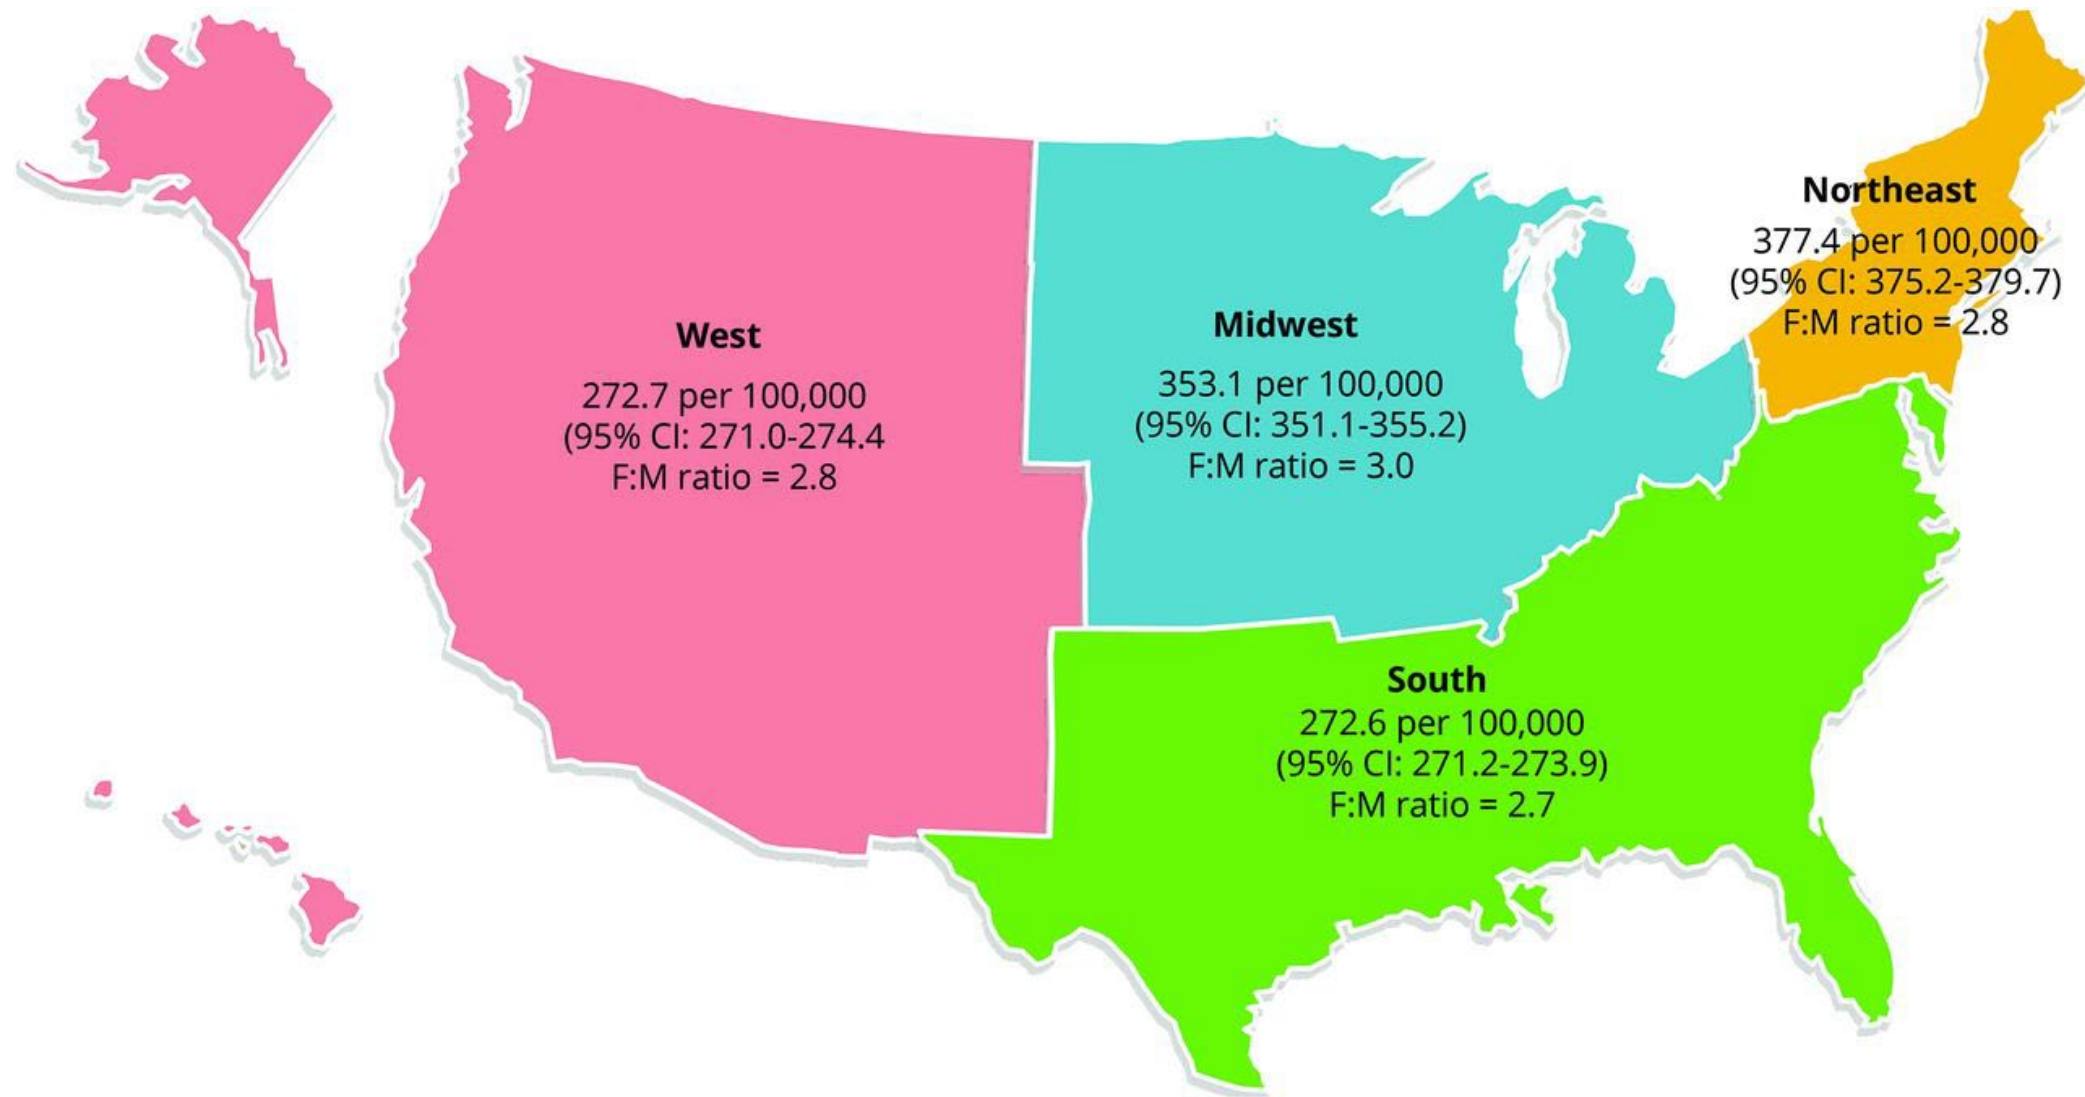 Northeast
377.4 per 100,000
(95% CI: 375.2-379.7)
F:M ratio = 2.8
West
272.7 per 100,000
(95% CI: 271.0-274.4
F:M ratio = 2.8
Midwest
353.1 per 100,000
(95% CI: 351.1-355.2)
F:M ratio = 3.0
South
272.6 per 100,000
(95% CI: 271.2-273.9)
F:M ratio = 2.7